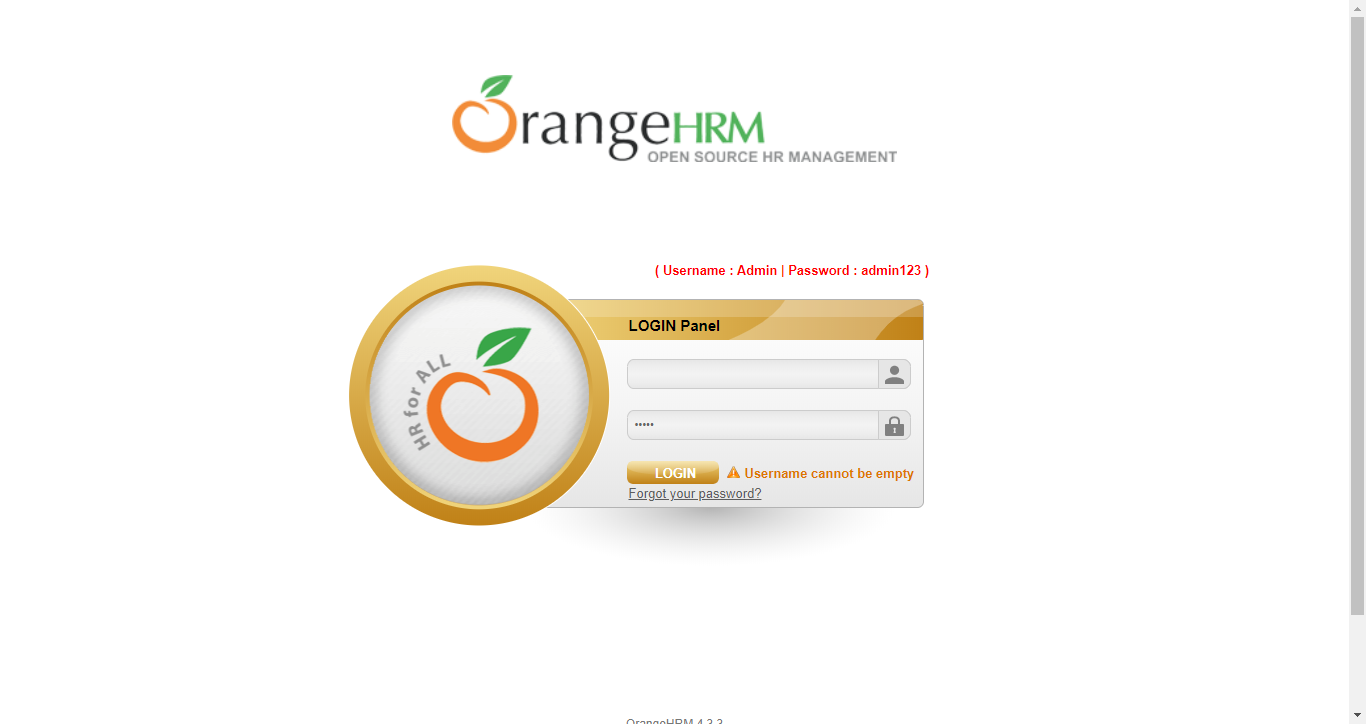 OrangeHRM
OPEN SOURCE HR MANAGEMENT
( Username : Admin | Password : admin123 )
LOGIN Panel
HR for ALL
•••••
LOGIN
Username cannot be empty
Forgot your password?
OrangeHRM 4.3.3